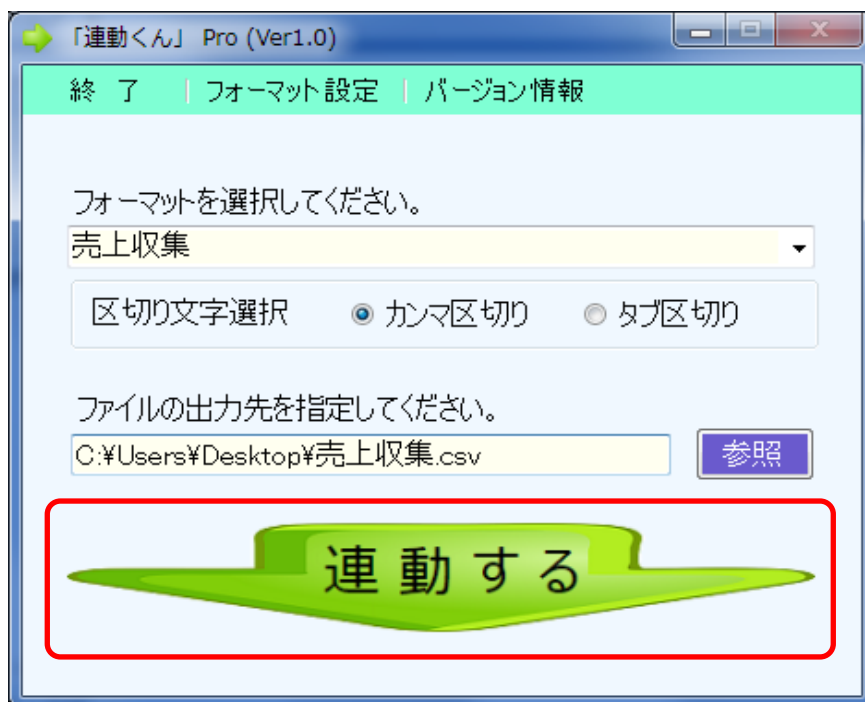 「連動くん」 Pro (Ver1.0)
終 了 フォーマット設定 バージョン情報
フォーマットを選択してください。
売上収集
区切り文字選択 カンマ区切り タブ区切り
ファイルの出力先を指定してください。
C:¥Users¥Desktop¥売上収集.csv 参照
連 動 す る